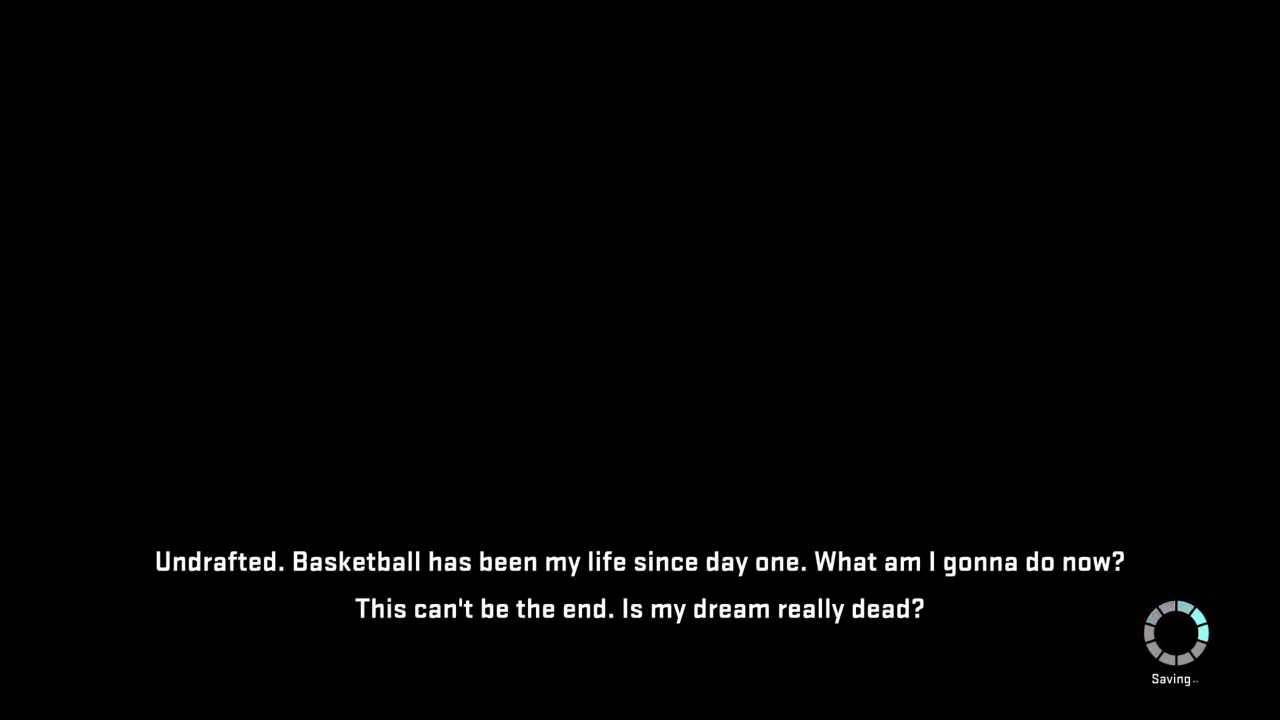 Undrafted. Basketball has been my life since day one. What am I gonna do now?
This can't be the end. Is my dream really dead?
Saving..